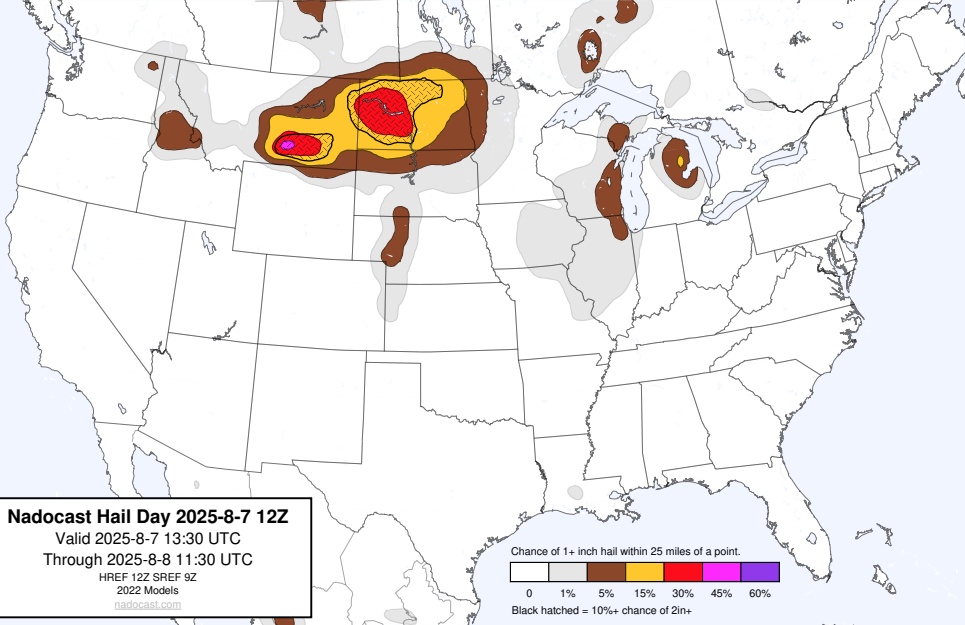 Nadocast Hail Day 2025-8-7 12Z
Valid 2025-8-7 13:30 UTC
Through 2025-8-8 11:30 UTC
HREF 12Z SREF 9Z
2022 Models
nadocast.com
Chance of 1+ inch hail within 25 miles of a point.
0 1% 5% 15% 30% 45% 60%
Black hatched = 10%+ chance of 2in+